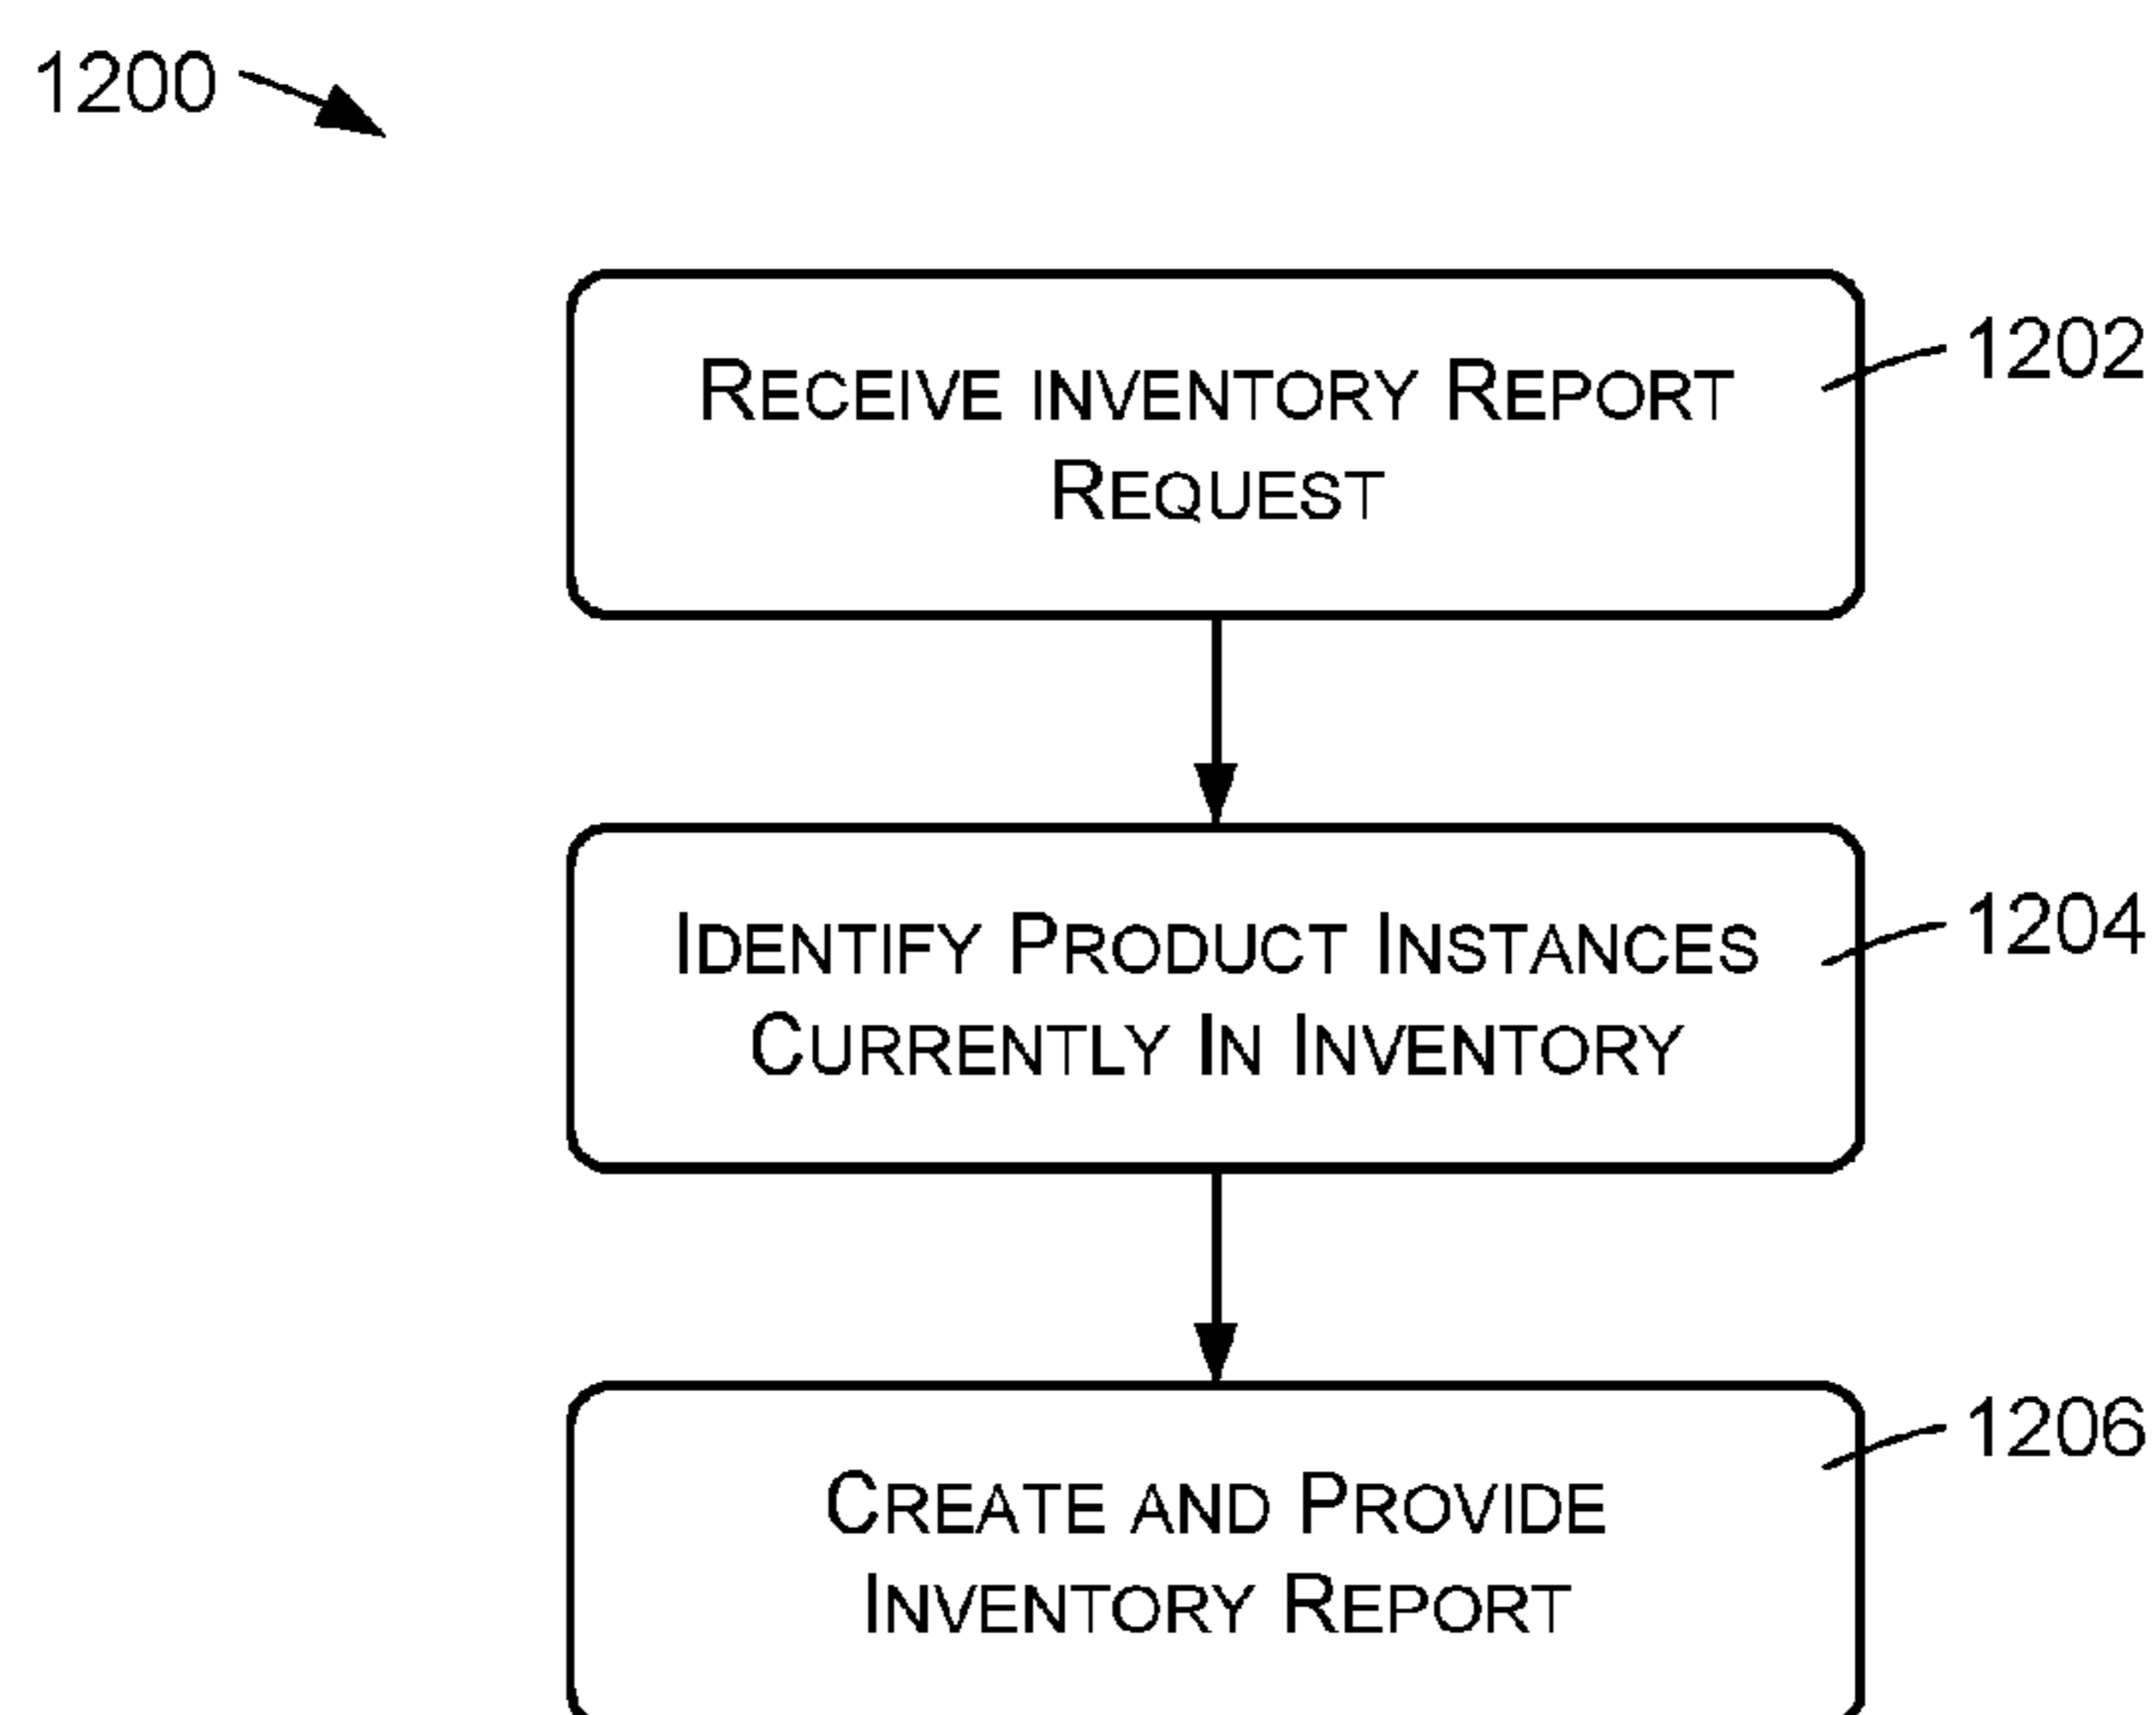 1200
RECEIVE INVENTORY REPORT
REQUEST
1202
IDENTIFY PRODUCT INSTANCES
CURRENTLY IN INVENTORY
1204
CREATE AND PROVIDE
INVENTORY REPORT
1206